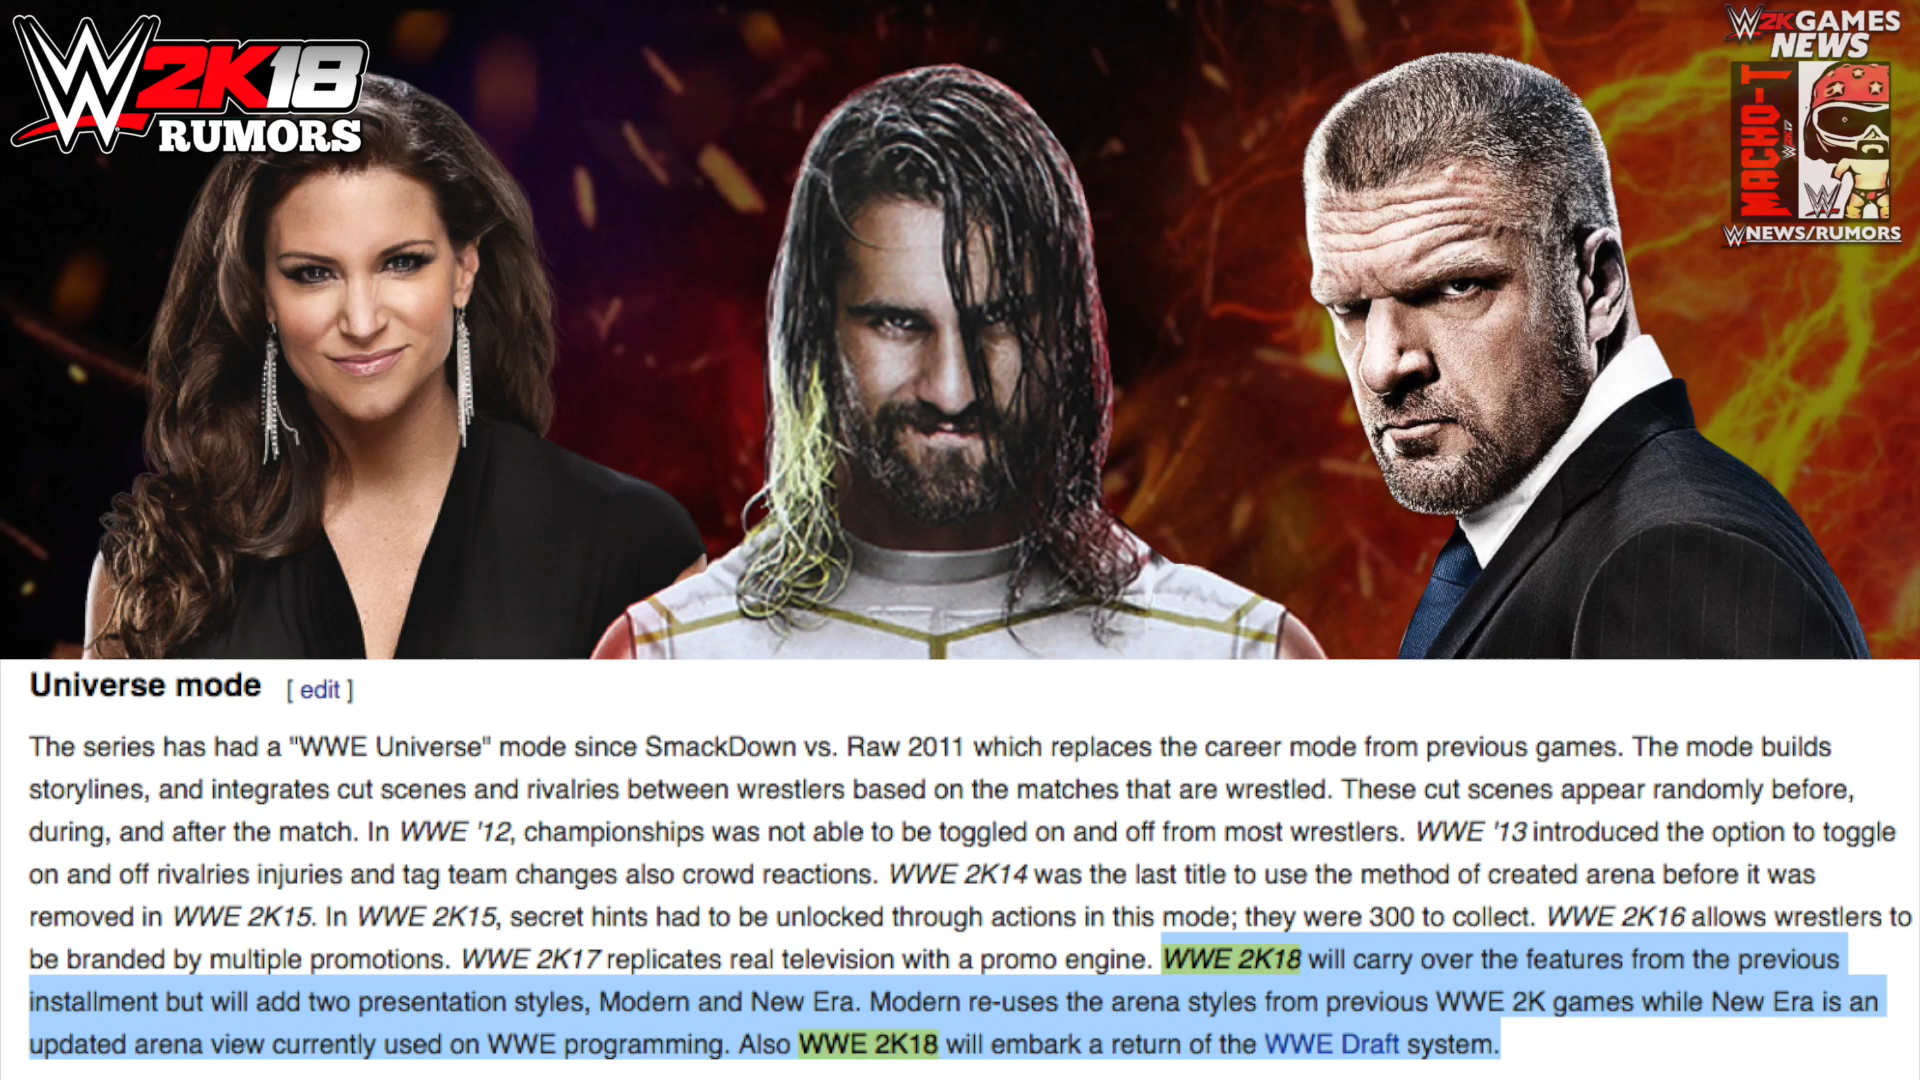 W 2K18
RUMORS
W2KGAMES
NEWS
MACHO-T
W2K17
NEWS/RUMORS
Universe mode [ edit ]
The series has had a "WWE Universe" mode since SmackDown vs. Raw 2011 which replaces the career mode from previous games. The mode builds
storylines, and integrates cut scenes and rivalries between wrestlers based on the matches that are wrestled. These cut scenes appear randomly before,
during, and after the match. In WWE '12, championships was not able to be toggled on and off from most wrestlers. WWE '13 introduced the option to toggle
on and off rivalries injuries and tag team changes also crowd reactions. WWE 2K14 was the last title to use the method of created arena before it was
removed in WWE 2K15. In WWE 2K15, secret hints had to be unlocked through actions in this mode; they were 300 to collect. WWE 2K16 allows wrestlers to
be branded by multiple promotions. WWE 2K17 replicates real television with a promo engine. WWE 2K18 will carry over the features from the previous
installment but will add two presentation styles, Modern and New Era. Modern re-uses the arena styles from previous WWE 2K games while New Era is an
updated arena view currently used on WWE programming. Also WWE 2K18 will embark a return of the WWE Draft system.